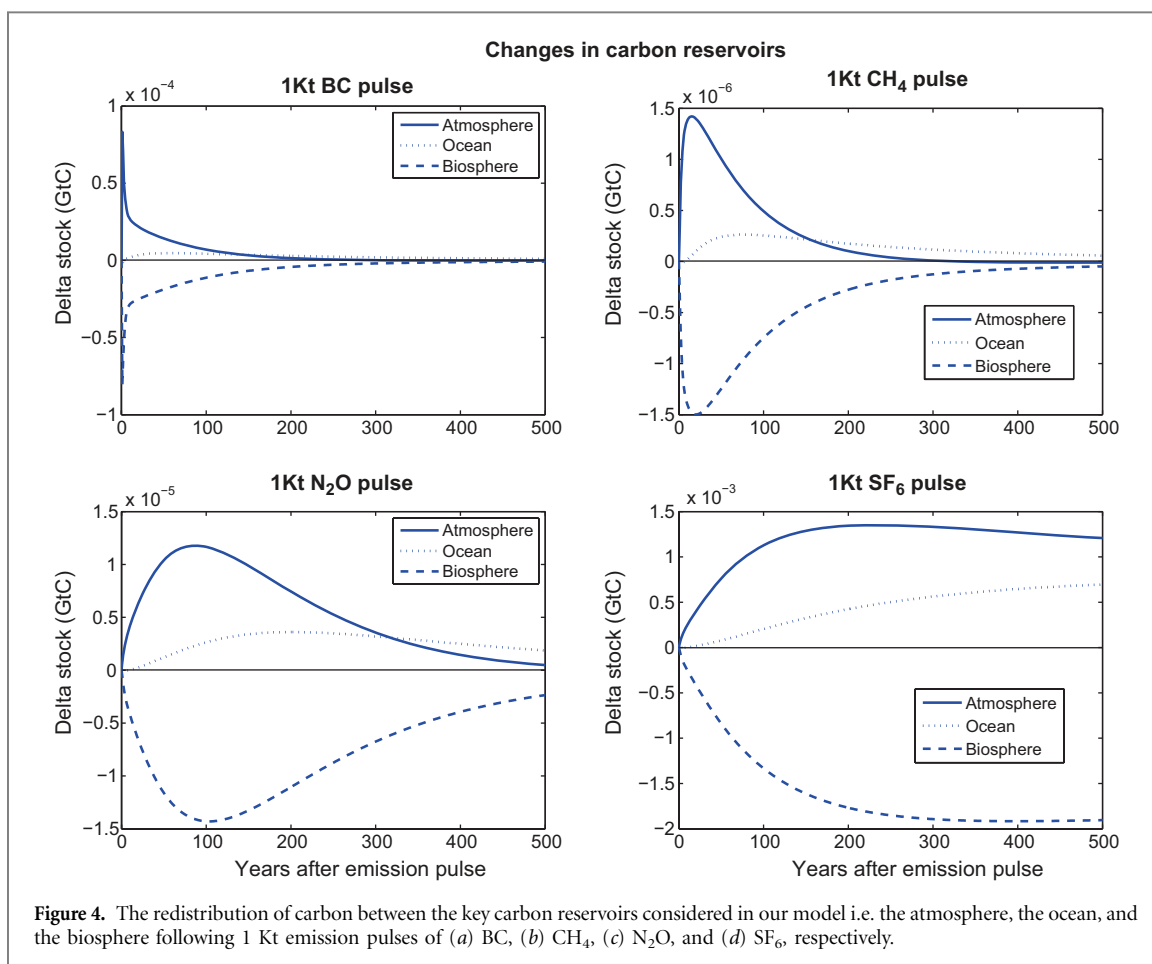 Changes in carbon reservoirs
1Kt BC pulse
x 10⁻⁴
1
0.5
0
−0.5
−1
0 100 200 300 400 500
Delta stock (GtC)
Atmosphere
Ocean
Biosphere
1Kt CH₄ pulse
x 10⁻⁶
1.5
1
0.5
0
−0.5
−1
−1.5
0 100 200 300 400 500
Delta stock (GtC)
Atmosphere
Ocean
Biosphere
1Kt N₂O pulse
x 10⁻⁵
1.5
1
0.5
0
−0.5
−1
−1.5
0 100 200 300 400 500
Delta stock (GtC)
Years after emission pulse
Atmosphere
Ocean
Biosphere
1Kt SF₆ pulse
x 10⁻³
1.5
1
0.5
0
−0.5
−1
−1.5
−2
0 100 200 300 400 500
Delta stock (GtC)
Years after emission pulse
Atmosphere
Ocean
Biosphere
Figure 4. The redistribution of carbon between the key carbon reservoirs considered in our model i.e. the atmosphere, the ocean, and
the biosphere following 1 Kt emission pulses of (a) BC, (b) CH₄, (c) N₂O, and (d) SF₆, respectively.